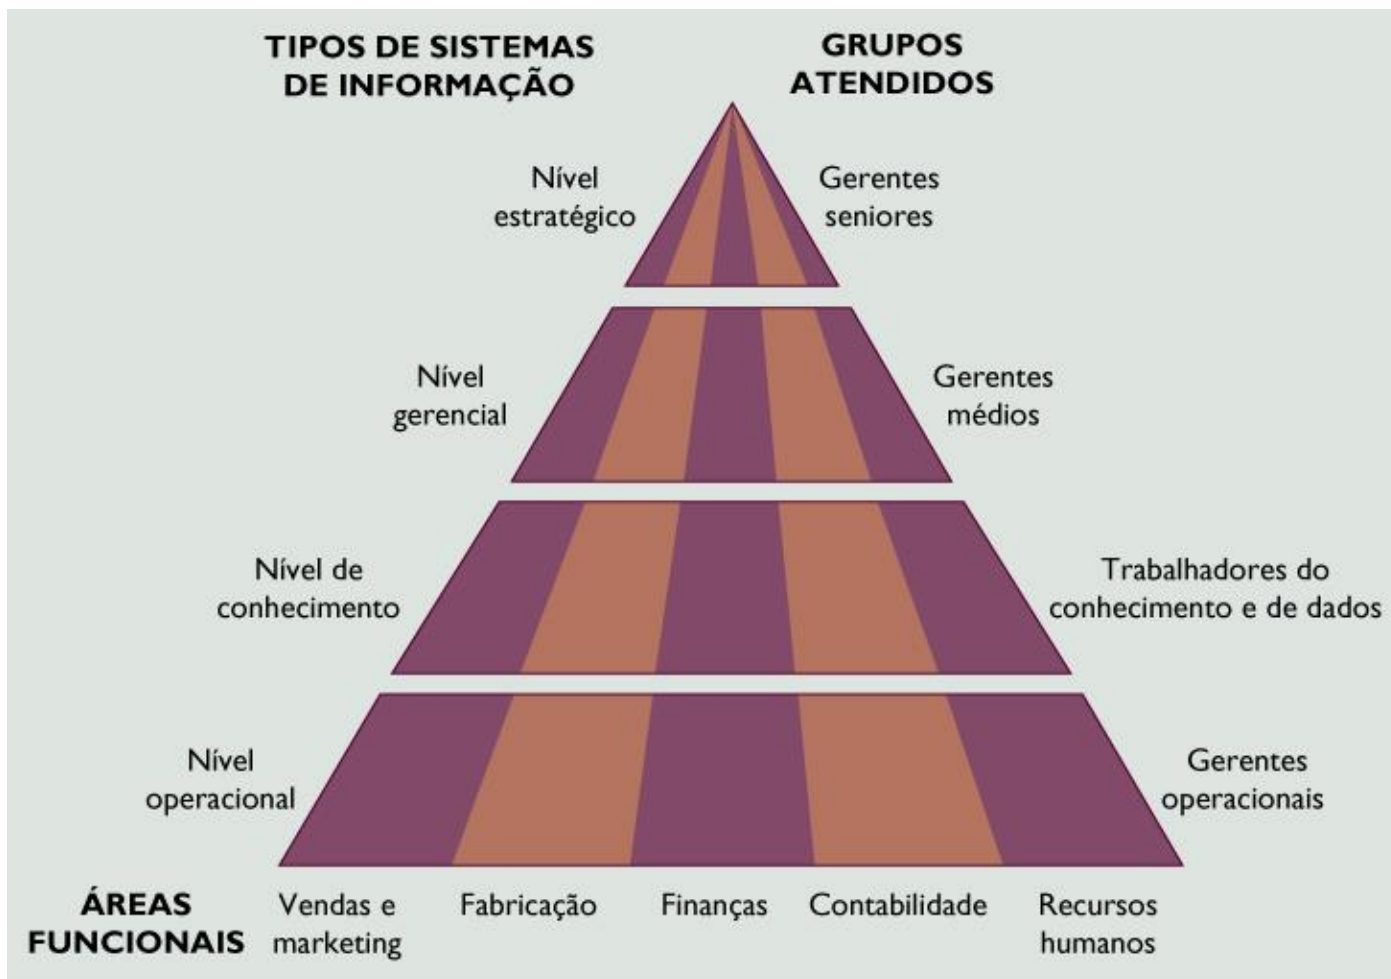 TIPOS DE SISTEMAS
DE INFORMAÇÃO
GRUPOS
ATENDIDOS
Nível
estratégico
Gerentes
seniores
Nível
gerencial
Gerentes
médios
Nível de
conhecimento
Trabalhadores do
conhecimento e de dados
Nível
operacional
Gerentes
operacionais
ÁREAS
FUNCIONAIS
Vendas e
marketing
Fabricação
Finanças
Contabilidade
Recursos
humanos